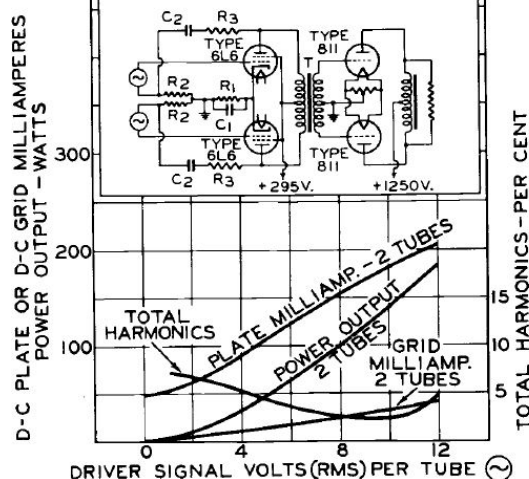 C2
R3
TYPE
6L6
T
TYPE
811
R2
R2
R1
C1
C2
R3
TYPE
6L6
TYPE
811
+295V.
+1250V.
D-C PLATE OR D-C GRID MILLIAMPERES
POWER OUTPUT - WATTS
300
200
100
0
TOTAL HARMONICS-PER CENT
15
10
5
TOTAL
HARMONICS
PLATE MILLIAMP. - 2 TUBES
POWER OUTPUT
2 TUBES
GRID
MILLIAMP.
2 TUBES
0
4
8
12
DRIVER SIGNAL VOLTS (RMS) PER TUBE